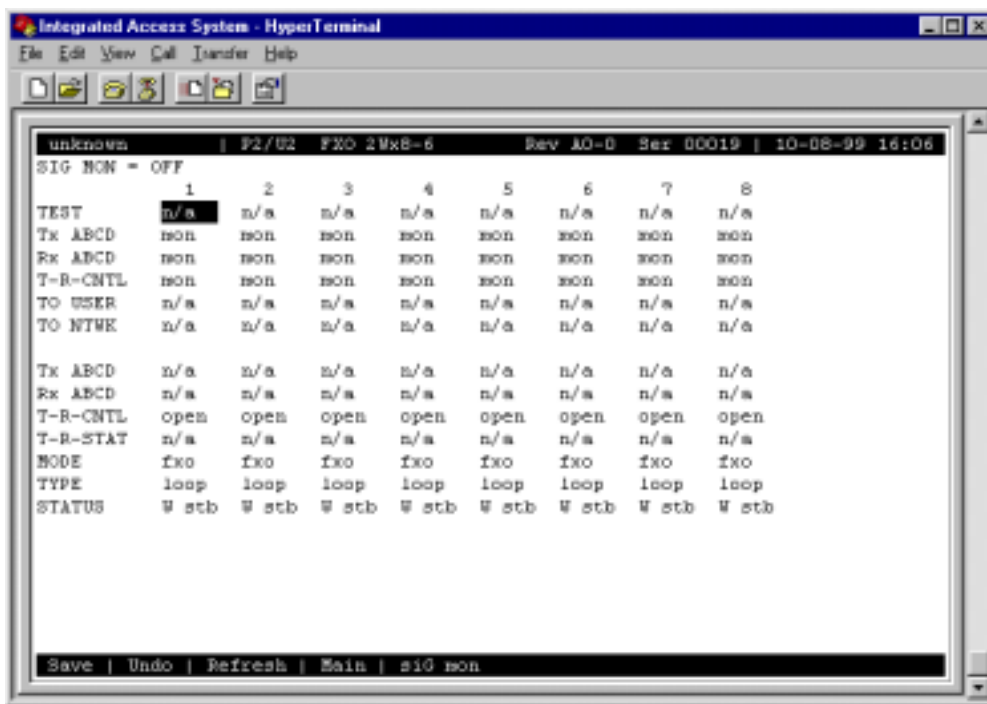 Integrated Access System - HyperTerminal
File Edit View Call Transfer Help
unknown | P2/U2 FXO 2Wx8-6 Rev A0-0 Ser 00019 | 10-08-99 16:06
SIG MON = OFF
1 2 3 4 5 6 7 8
TEST n/a n/a n/a n/a n/a n/a n/a n/a
Tx ABCD mon mon mon mon mon mon mon mon
Rx ABCD mon mon mon mon mon mon mon mon
T-R-CNTL mon mon mon mon mon mon mon mon
TO USER n/a n/a n/a n/a n/a n/a n/a n/a
TO NTWK n/a n/a n/a n/a n/a n/a n/a n/a
Tx ABCD n/a n/a n/a n/a n/a n/a n/a n/a
Rx ABCD n/a n/a n/a n/a n/a n/a n/a n/a
T-R-CNTL open open open open open open open open
T-R-STAT n/a n/a n/a n/a n/a n/a n/a n/a
MODE fxo fxo fxo fxo fxo fxo fxo fxo
TYPE loop loop loop loop loop loop loop loop
STATUS W stb W stb W stb W stb W stb W stb W stb W stb
Save | Undo | Refresh | Main | siG mon